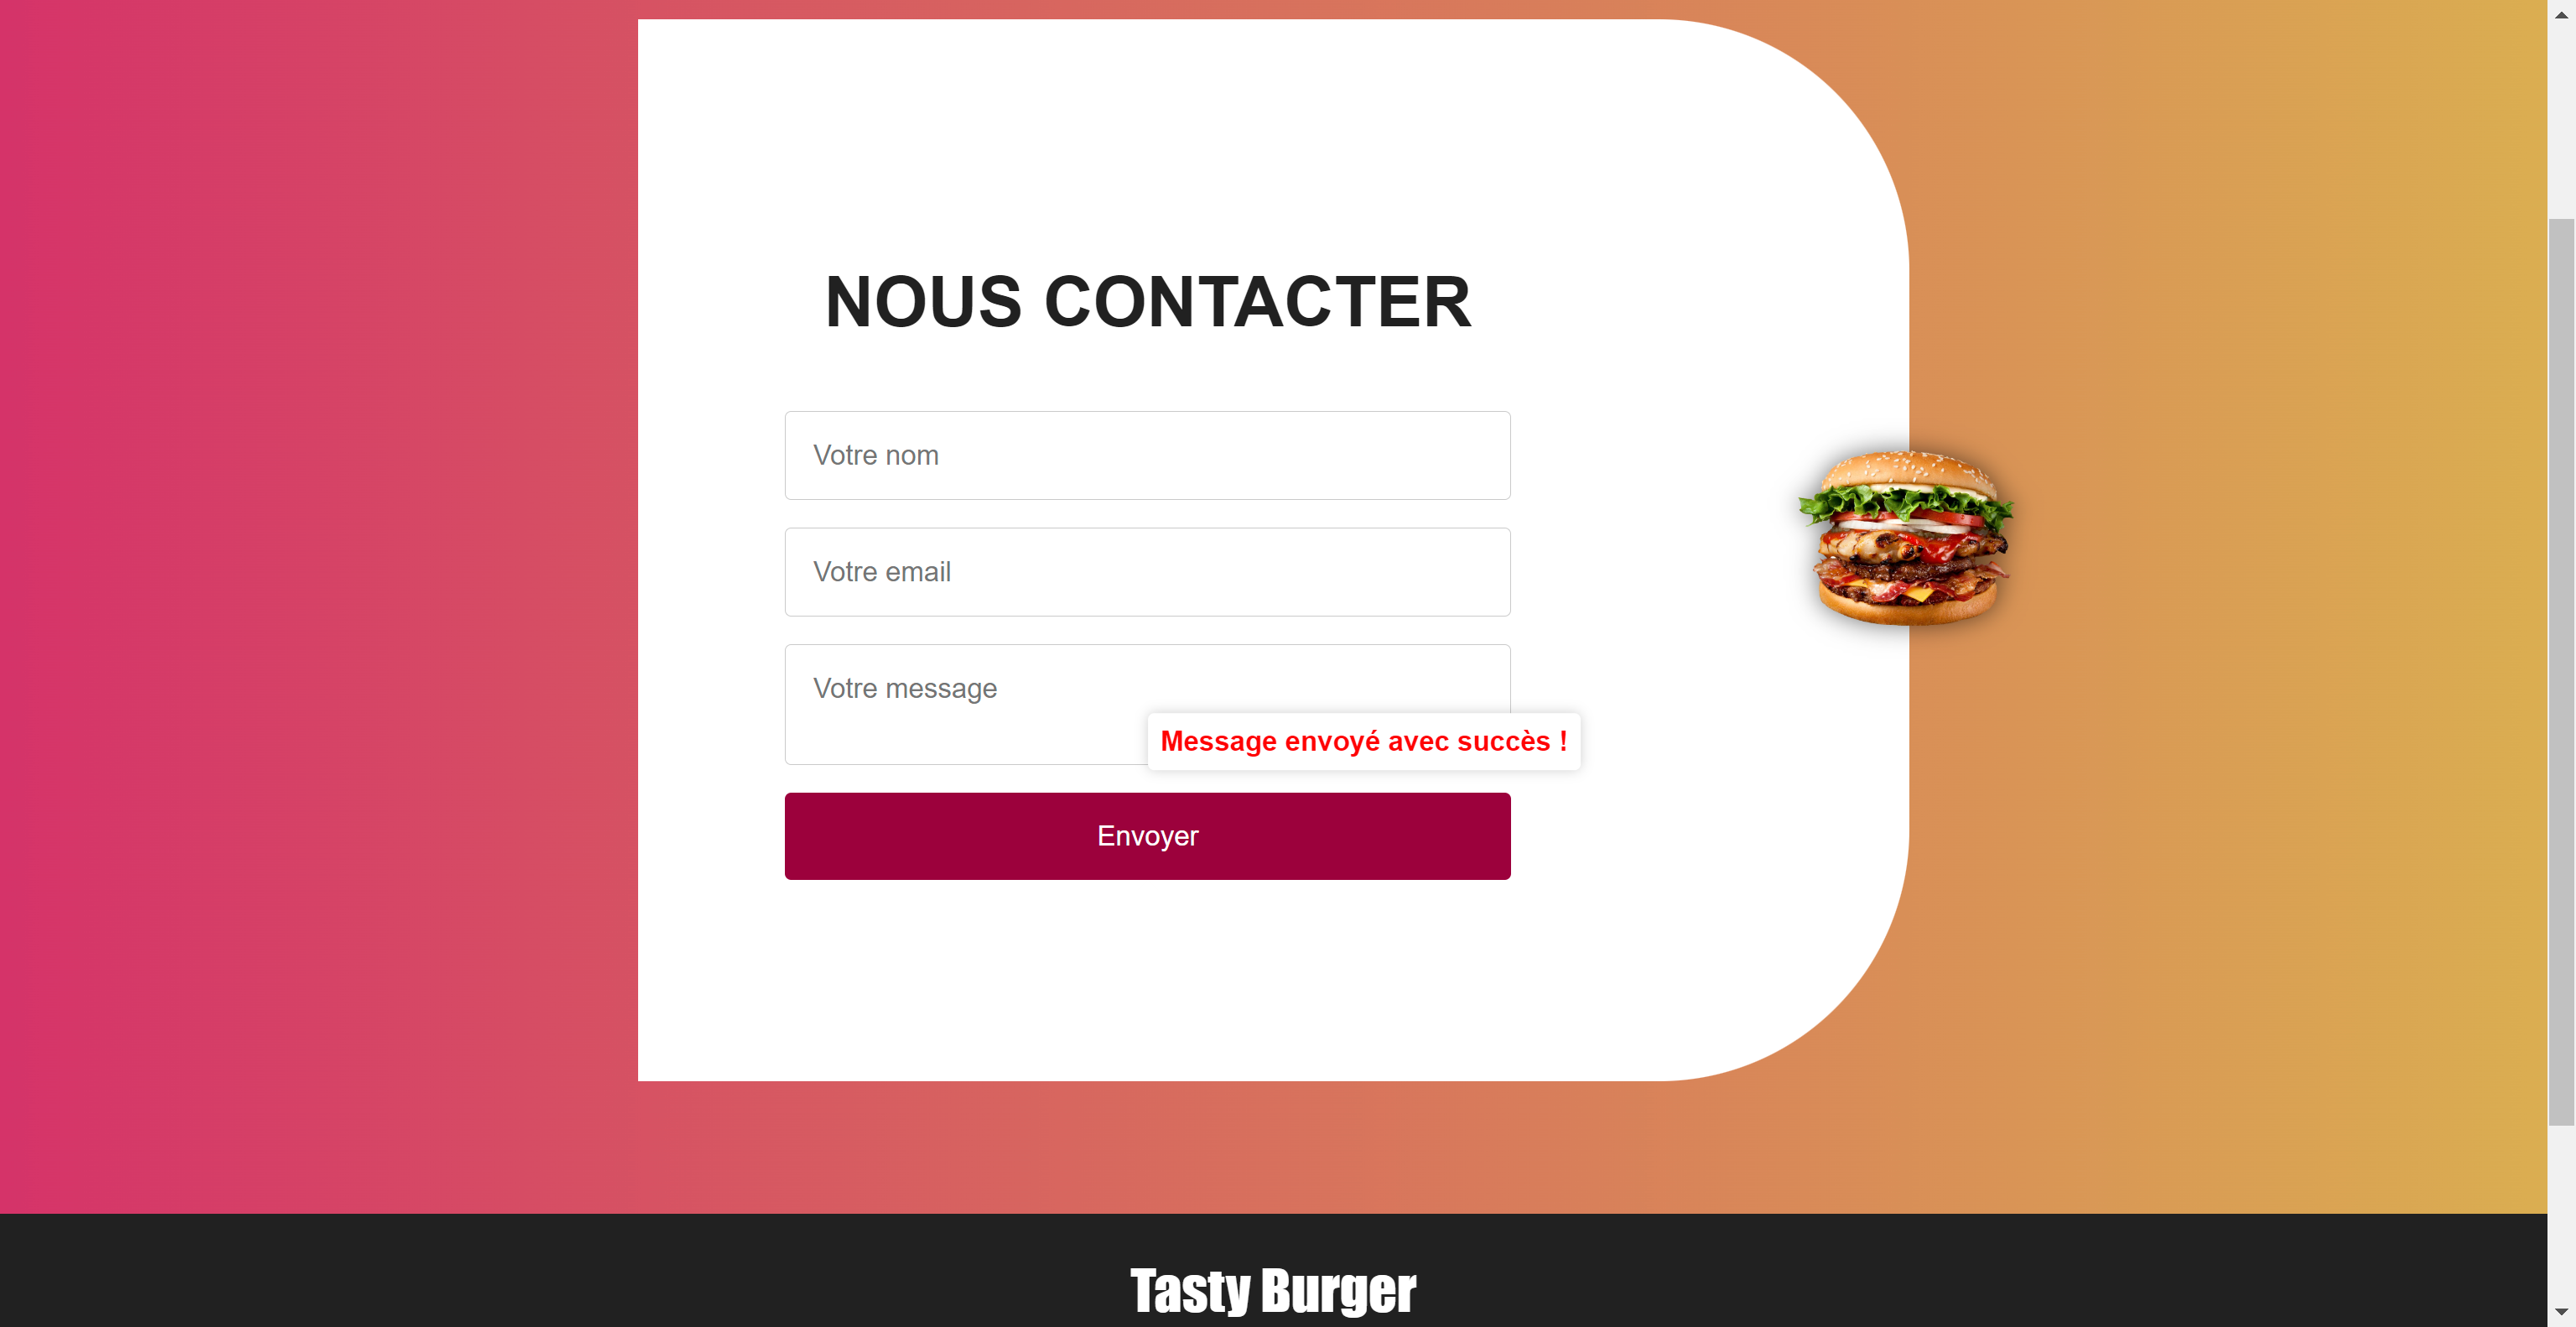 NOUS CONTACTER
Votre nom
Votre email
Votre message
Message envoyé avec succès !
Envoyer
Tasty Burger